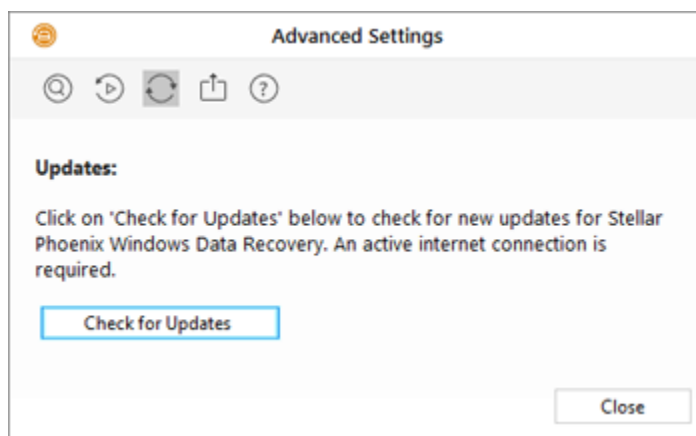 Advanced Settings
Updates:
Click on 'Check for Updates' below to check for new updates for Stellar
Phoenix Windows Data Recovery. An active internet connection is
required.
Check for Updates
Close